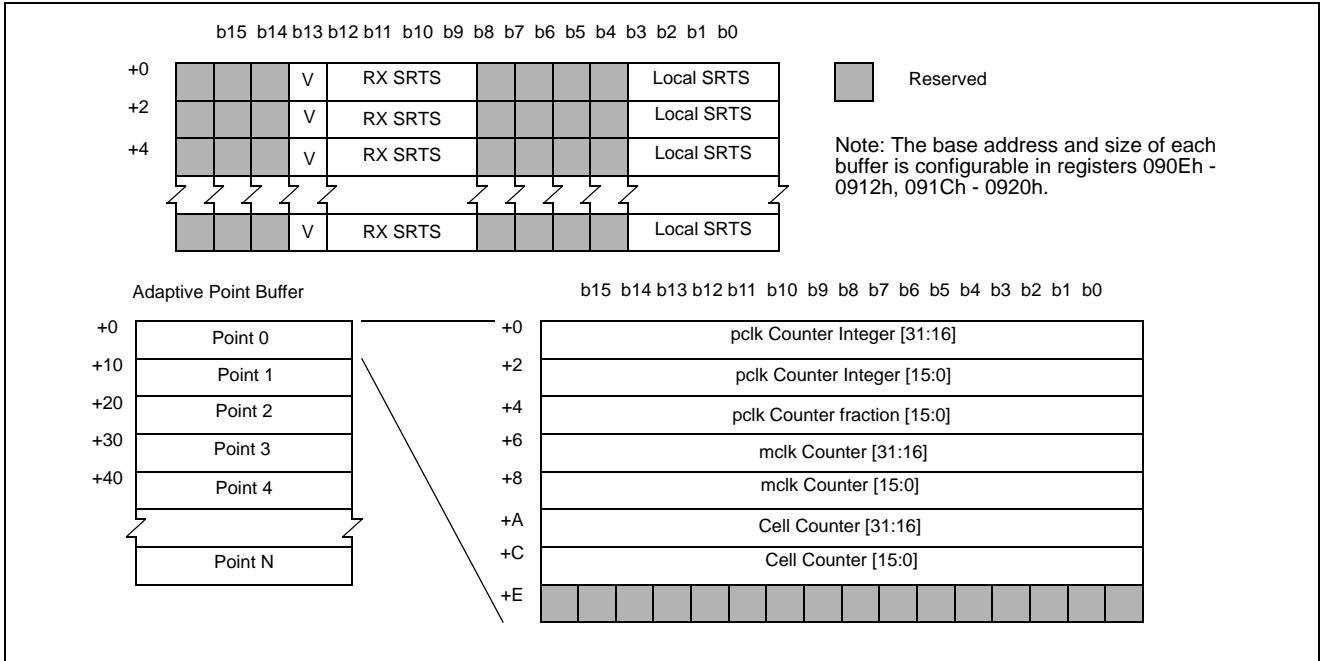 b15 b14 b13 b12 b11 b10 b9 b8 b7 b6 b5 b4 b3 b2 b1 b0
+0 V RX SRTS Local SRTS
+2 V RX SRTS Local SRTS
+4 V RX SRTS Local SRTS
V RX SRTS Local SRTS
Reserved
Note: The base address and size of each
buffer is configurable in registers 090Eh -
0912h, 091Ch - 0920h.
Adaptive Point Buffer
+0 Point 0
+10 Point 1
+20 Point 2
+30 Point 3
+40 Point 4
Point N
b15 b14 b13 b12 b11 b10 b9 b8 b7 b6 b5 b4 b3 b2 b1 b0
+0 pclk Counter Integer [31:16]
+2 pclk Counter Integer [15:0]
+4 pclk Counter fraction [15:0]
+6 mclk Counter [31:16]
+8 mclk Counter [15:0]
+A Cell Counter [31:16]
+C Cell Counter [15:0]
+E